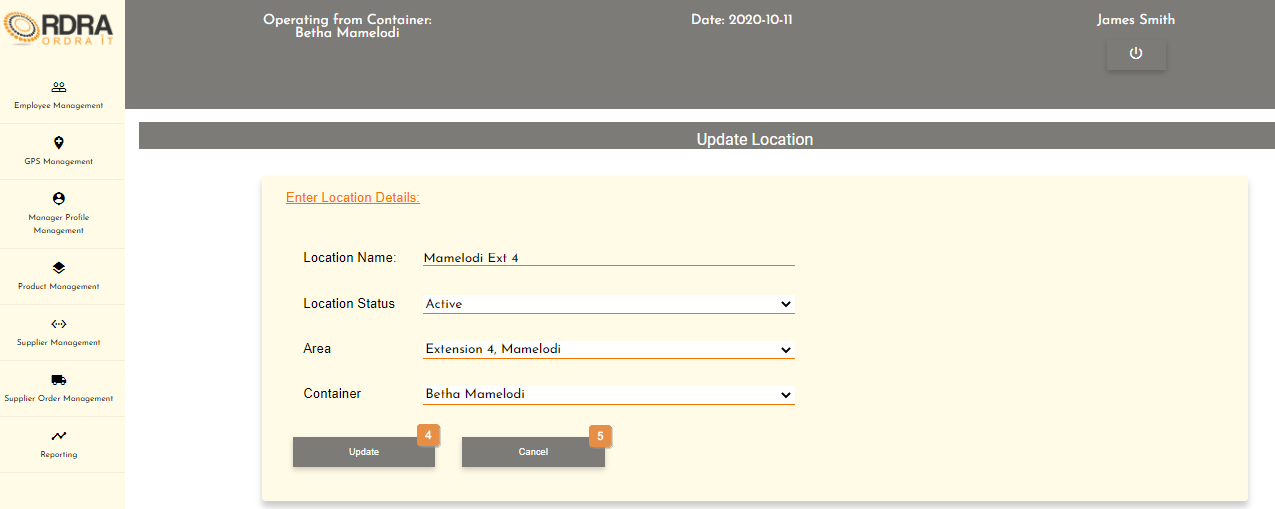 ORDRA
ORDRA IT
Operating from Container:
Betha Mamelodi
Date: 2020-10-11
James Smith
Employee Management
GPS Management
Manager Profile
Management
Product Management
Supplier Management
Supplier Order Management
Reporting
Update Location
Enter Location Details:
Location Name: Mamelodi Ext 4
Location Status Active
Area Extension 4, Mamelodi
Container Betha Mamelodi
Update 4 Cancel 5